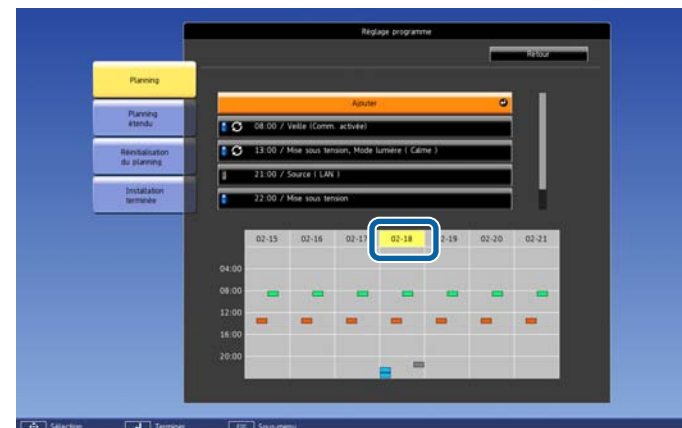 Réglage programme
Retour
Planning
Planning
étendu
Réinitialisation
du planning
Installation
terminée
Ajouter
08:00 / Veille (Comm. activée)
13:00 / Mise sous tension, Mode lumière ( Calme )
21:00 / Source ( LAN )
22:00 / Mise sous tension
02-15 02-16 02-17 02-18 02-19 02-20 02-21
04:00
08:00
12:00
16:00
20:00
Sélection Terminer ESC Sous-menu